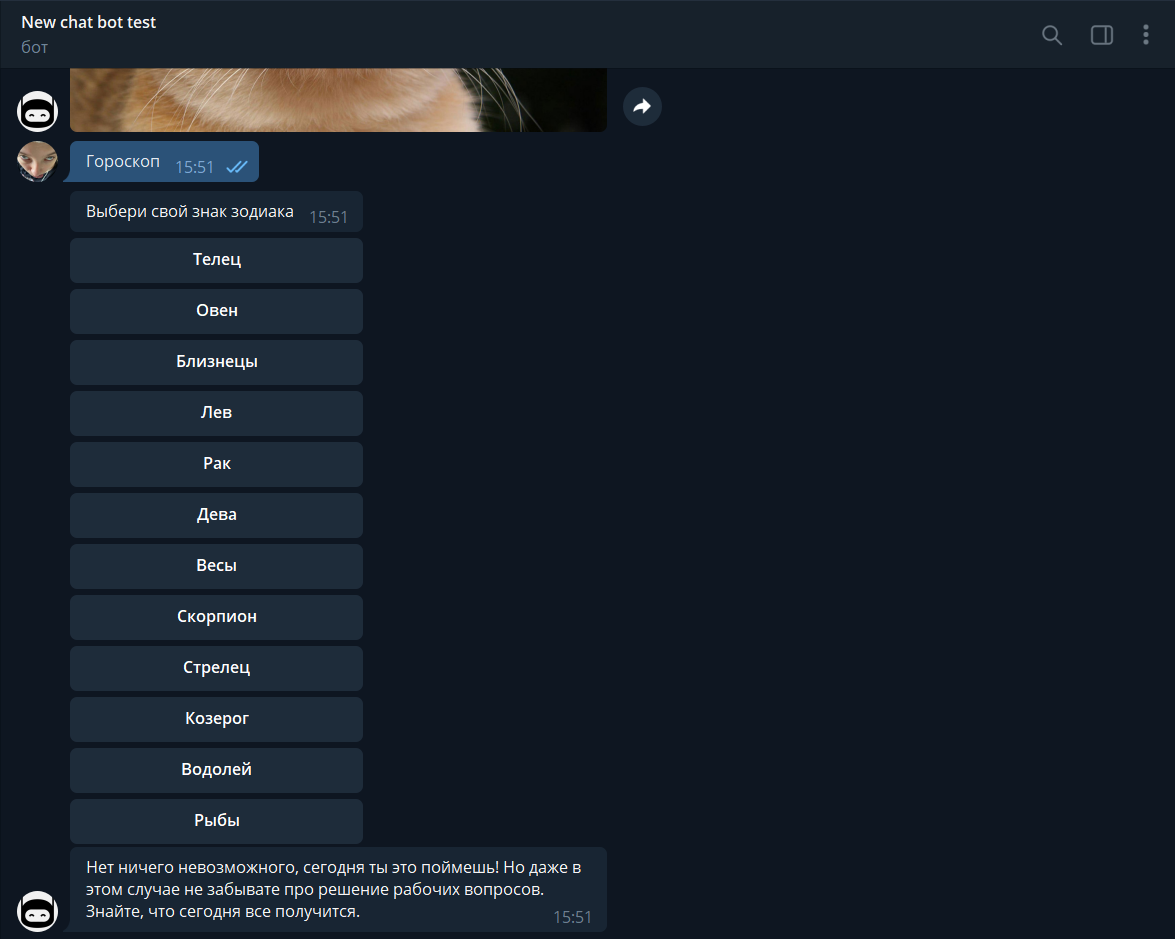 New chat bot test
бот
Гороскоп 15:51
Выбери свой знак зодиака 15:51
Телец
Овен
Близнецы
Лев
Рак
Дева
Весы
Скорпион
Стрелец
Козерог
Водолей
Рыбы
Нет ничего невозможного, сегодня ты это поймешь! Но даже в
этом случае не забывате про решение рабочих вопросов.
Знайте, что сегодня все получится. 15:51